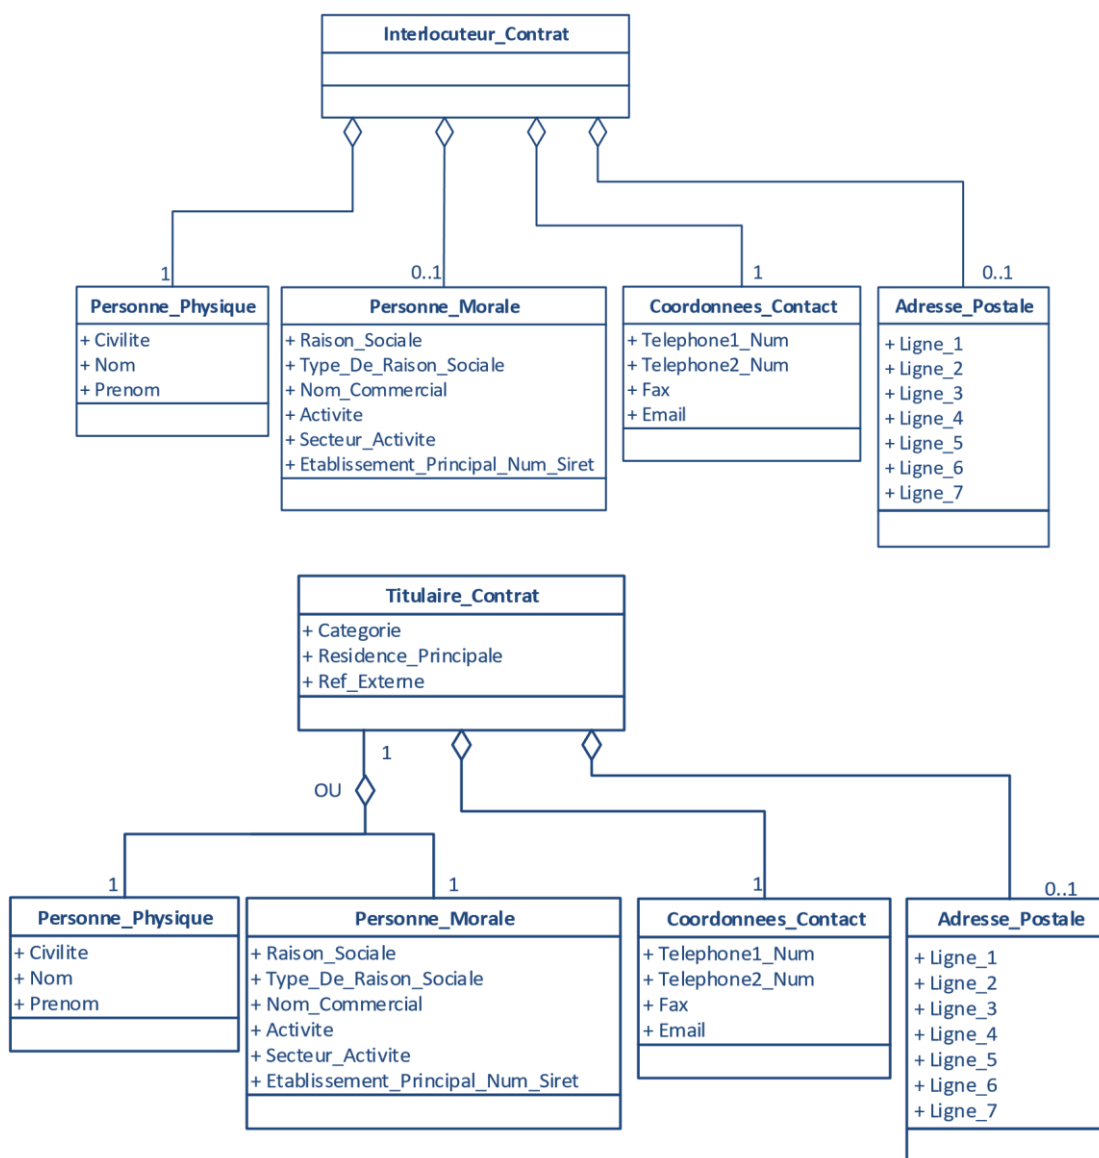 Interlocuteur_Contrat
1
0..1
1
0..1
Personne_Physique
+ Civilite
+ Nom
+ Prenom
Personne_Morale
+ Raison_Sociale
+ Type_De_Raison_Sociale
+ Nom_Commercial
+ Activite
+ Secteur_Activite
+ Etablissement_Principal_Num_Siret
Coordonnees_Contact
+ Telephone1_Num
+ Telephone2_Num
+ Fax
+ Email
Adresse_Postale
+ Ligne_1
+ Ligne_2
+ Ligne_3
+ Ligne_4
+ Ligne_5
+ Ligne_6
+ Ligne_7
Titulaire_Contrat
+ Categorie
+ Residence_Principale
+ Ref_Externe
1
OU
1
1
1
0..1
Personne_Physique
+ Civilite
+ Nom
+ Prenom
Personne_Morale
+ Raison_Sociale
+ Type_De_Raison_Sociale
+ Nom_Commercial
+ Activite
+ Secteur_Activite
+ Etablissement_Principal_Num_Siret
Coordonnees_Contact
+ Telephone1_Num
+ Telephone2_Num
+ Fax
+ Email
Adresse_Postale
+ Ligne_1
+ Ligne_2
+ Ligne_3
+ Ligne_4
+ Ligne_5
+ Ligne_6
+ Ligne_7